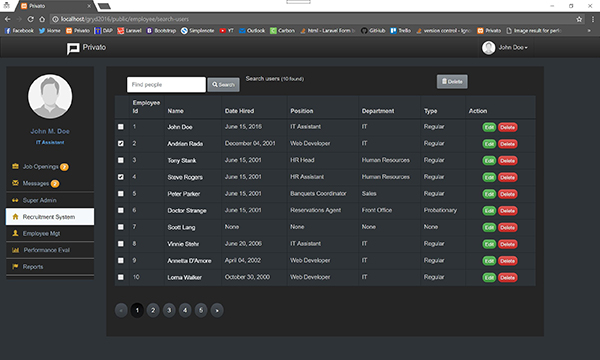 Privato
localhost/gryd2016/public/employee/search-users
Apps Facebook Home Privato DAP Laravel Bootstrap Simplenote YT Outlook Carbon html - Laravel Form GitHub Trello version control - Ignor Privato Image result for perfo
Privato
John Doe
John M. Doe
IT Assistant
Job Openings 2
Messages 2
Super Admin
Recruitment System
Employee Mgt
Performance Eval
Reports
Find people Search Search users (10 found) Delete
Employee Id Name Date Hired Position Department Type Action
1 John Doe June 15, 2018 IT Assistant IT Regular Edit Delete
2 Andrian Rada December 04, 2001 Web Developer IT Regular Edit Delete
3 Tony Stank June 15, 2001 HR Head Human Resources Regular Edit Delete
4 Steve Rogers June 15, 2001 HR Assistant Human Resources Regular Edit Delete
5 Peter Parker June 15, 2001 Banquets Coordinator Sales Regular Edit Delete
6 Doctor Strange June 15, 2001 Reservations Agent Front Office Probationary Edit Delete
7 Scott Lang None None None None Edit Delete
8 Vinnie Stehr June 20, 2006 IT Assistant IT Regular Edit Delete
9 Annetta D'Amore April 04, 2002 Web Developer IT Regular Edit Delete
10 Lorna Walker October 30, 2000 Web Developer IT Regular Edit Delete
« 1 2 3 4 5 »